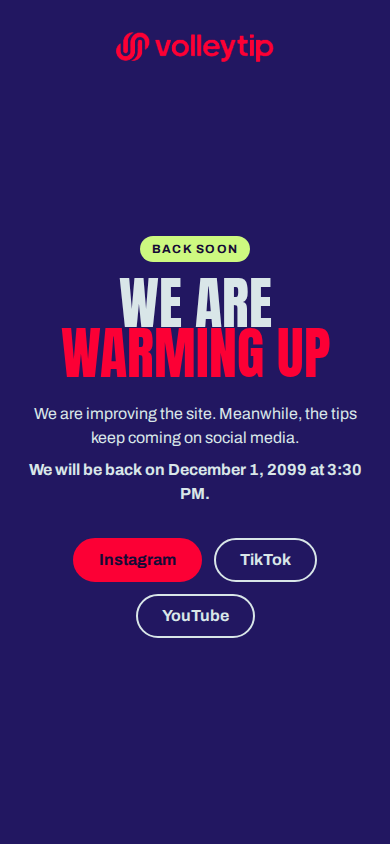 volleytip
BACK SOON
WE ARE
WARMING UP
We are improving the site. Meanwhile, the tips
keep coming on social media.
We will be back on December 1, 2099 at 3:30
PM.
Instagram
TikTok
YouTube